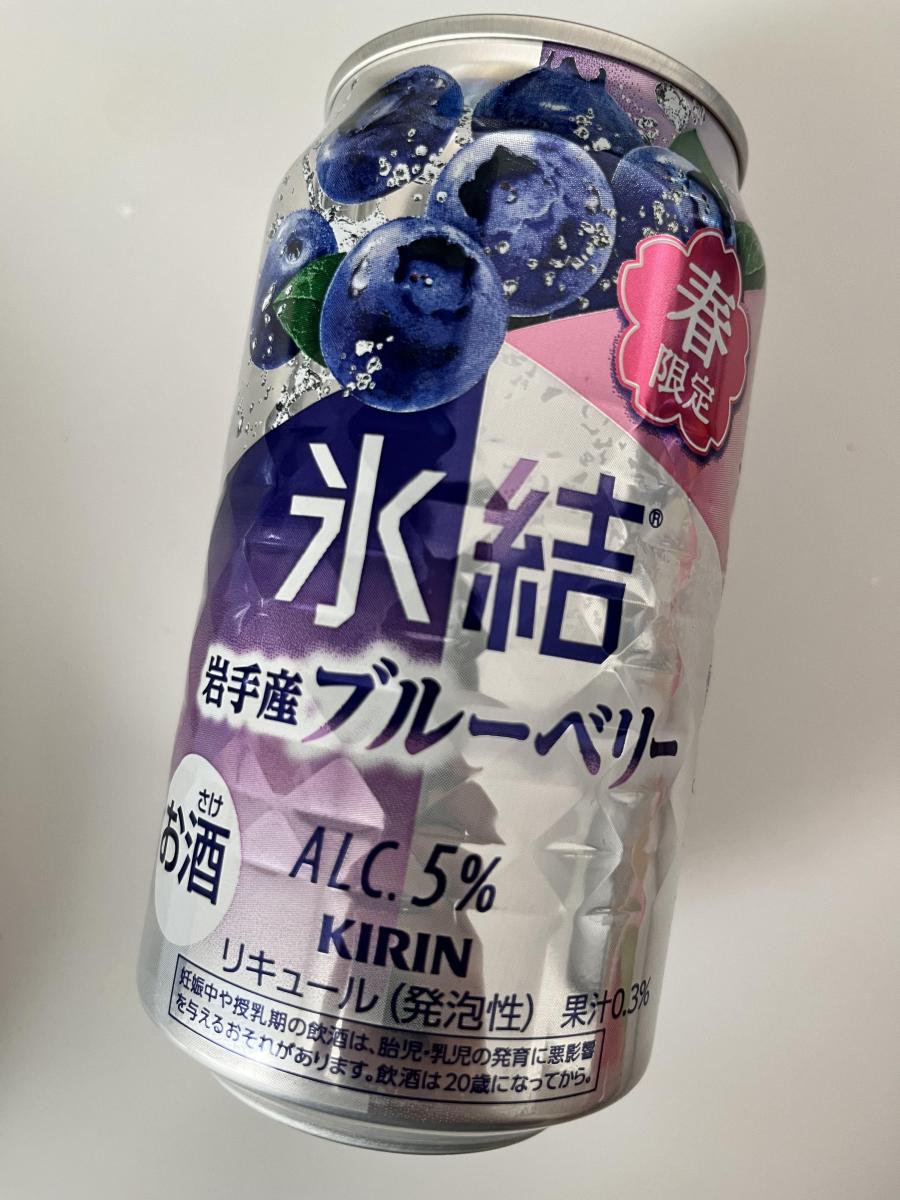 春
限定
氷結®
岩手産 ブルーベリー
さけ
お酒
ALC. 5%
KIRIN
リキュール (発泡性) 果汁0.3%
妊娠中や授乳期の飲酒は、胎児・乳児の発育に悪影響
を与えるおそれがあります。飲酒は20歳になってから。